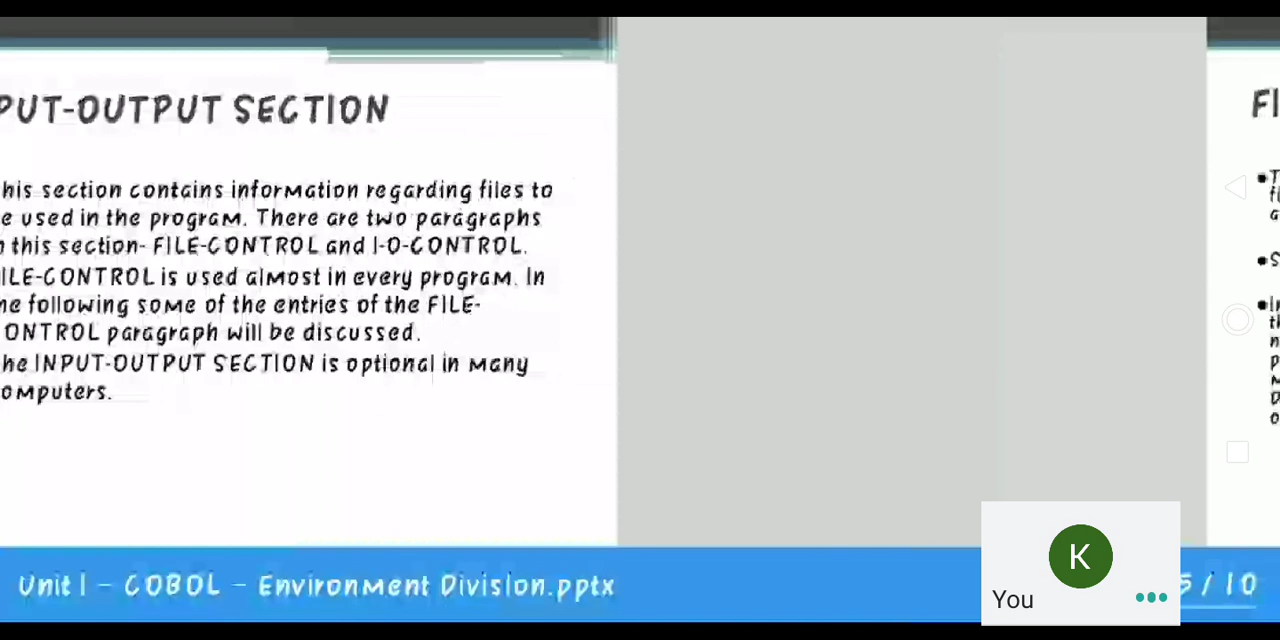 PUT-OUTPUT SECTION
his section contains information regarding files to
e used in the program. There are two paragraphs
this section- FILE-CONTROL and I-O-CONTROL.
ILE-CONTROL is used almost in every program. In
he following some of the entries of the FILE-
ONTROL paragraph will be discussed.
he INPUT-OUTPUT SECTION is optional in many
omputers.
FI
Unit I - COBOL - Environment Division.pptx
K
You
5 / 10